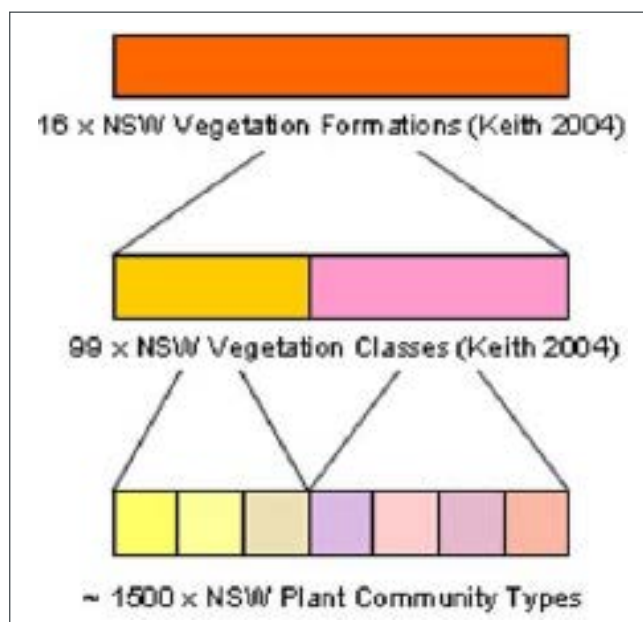 16 x NSW Vegetation Formations (Keith 2004)
99 x NSW Vegetation Classes (Keith 2004)
~ 1500 x NSW Plant Community Types